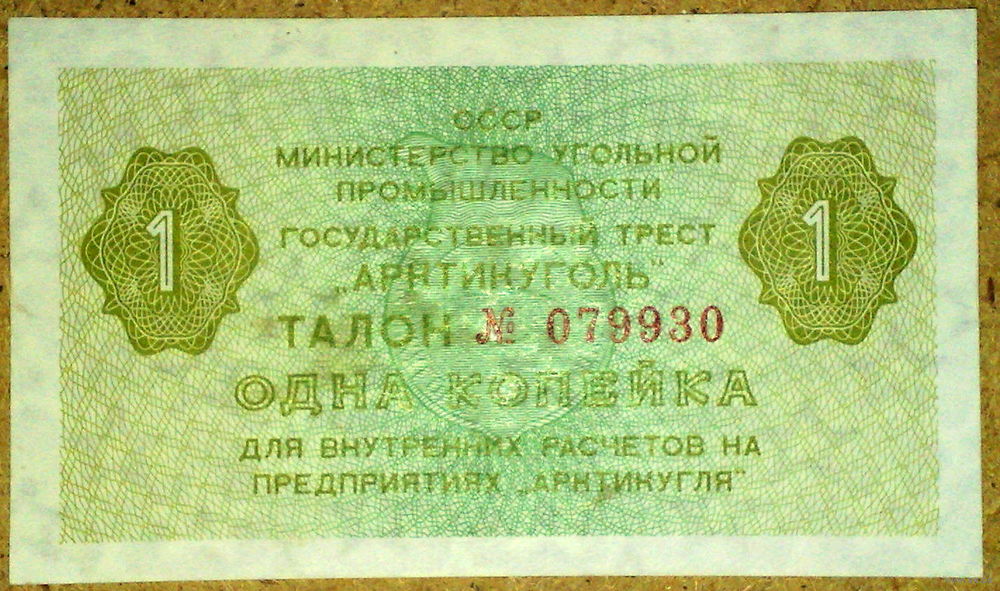 СССР
МИНИСТЕРСТВО УГОЛЬНОЙ
ПРОМЫШЛЕННОСТИ
ГОСУДАРСТВЕННЫЙ ТРЕСТ
„АРКТИКУГОЛЬ"
1
1
ТАЛОН № 079930
ОДНА КОПЕЙКА
ДЛЯ ВНУТРЕННИХ РАСЧЕТОВ НА
ПРЕДПРИЯТИЯХ „АРКТИКУГЛЯ"